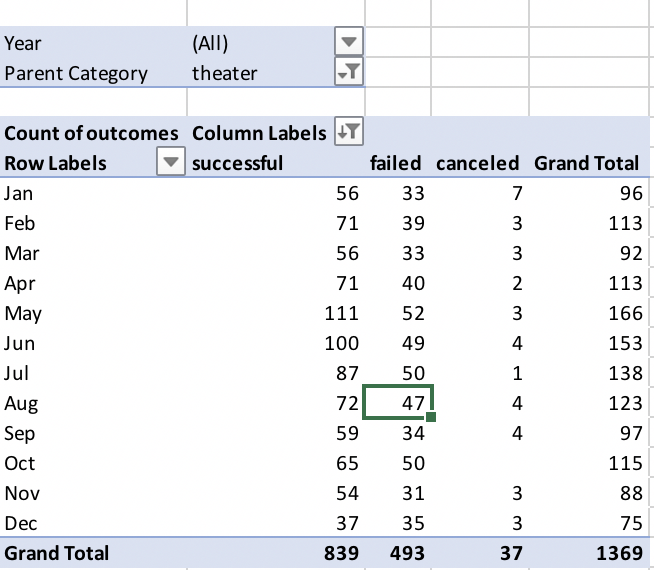 Year (All)
Parent Category theater
Count of outcomes Column Labels
Row Labels successful failed canceled Grand Total
Jan 56 33 7 96
Feb 71 39 3 113
Mar 56 33 3 92
Apr 71 40 2 113
May 111 52 3 166
Jun 100 49 4 153
Jul 87 50 1 138
Aug 72 47 4 123
Sep 59 34 4 97
Oct 65 50 115
Nov 54 31 3 88
Dec 37 35 3 75
Grand Total 839 493 37 1369